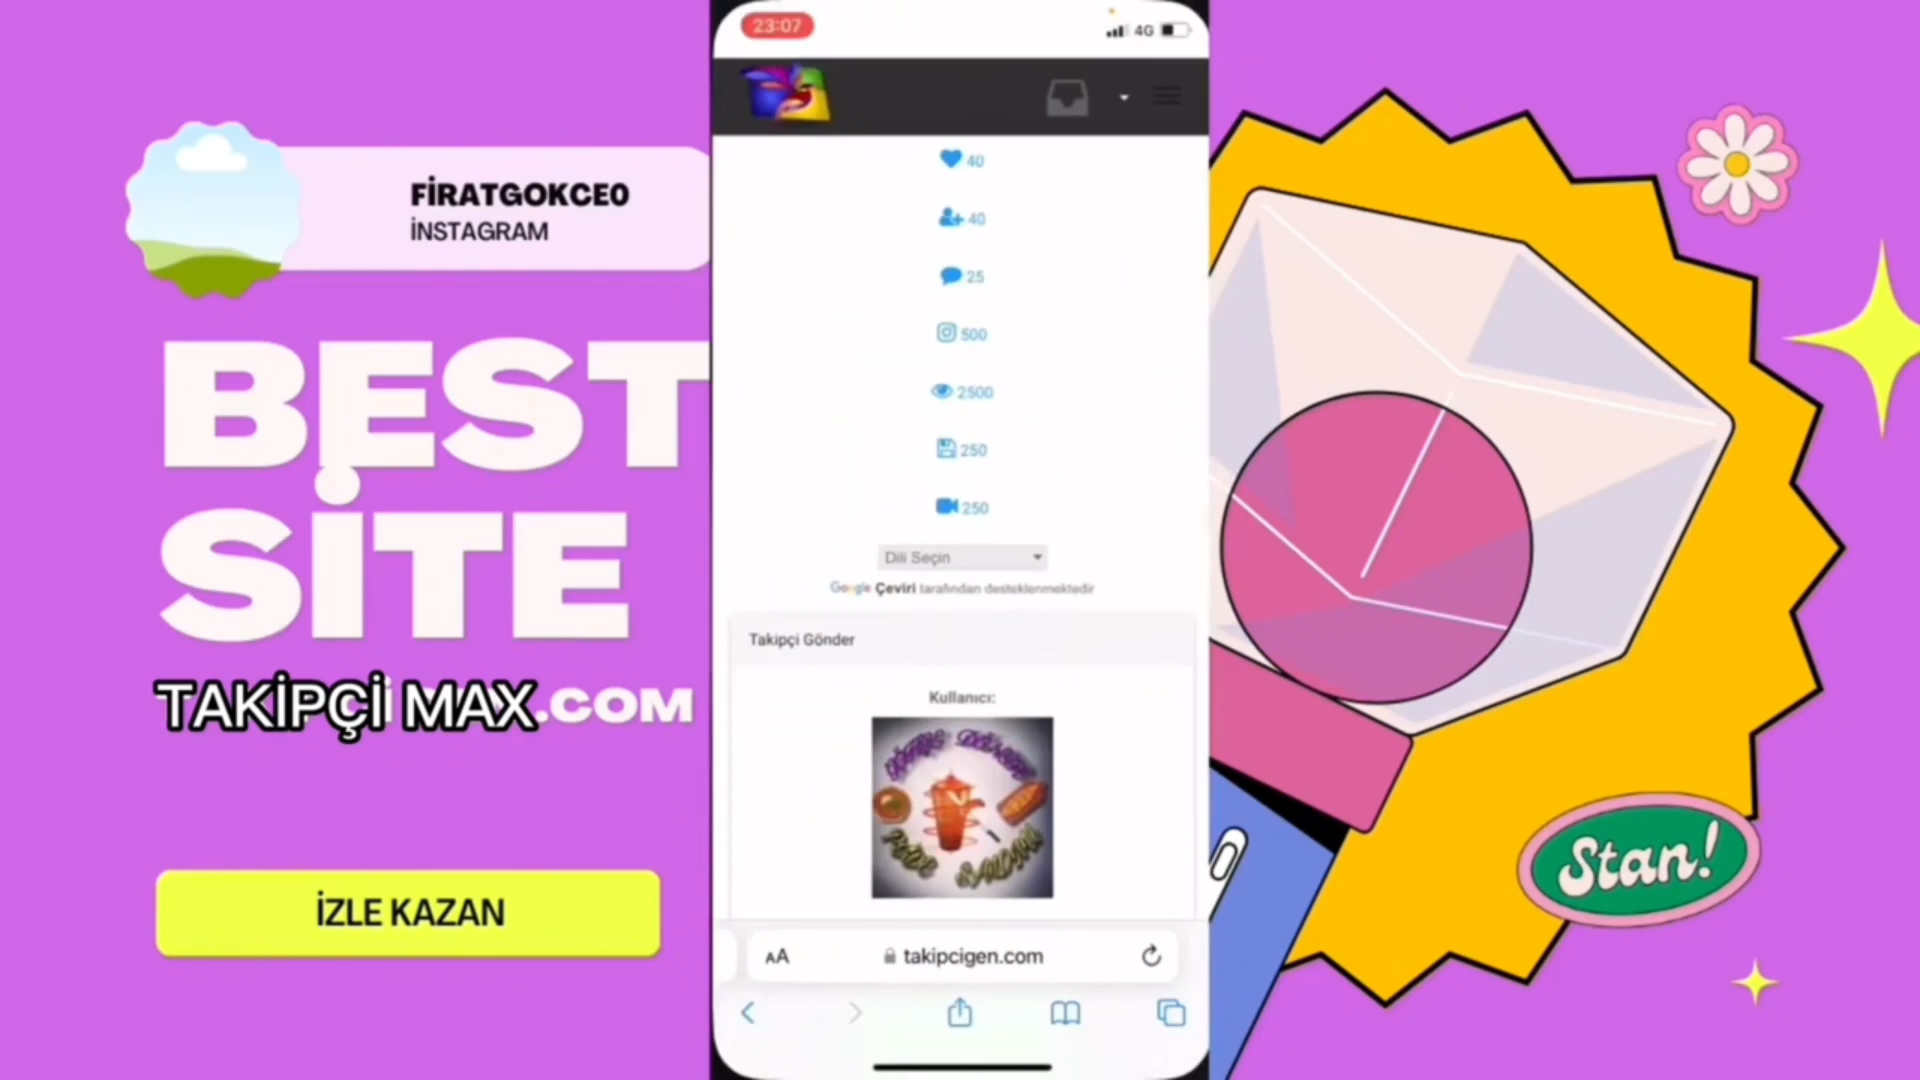 FİRATGOKCE0
İNSTAGRAM
BEST
SİTE
TAKİPÇİ MAX.COM
İZLE KAZAN
23:07
4G
40
40
25
500
2500
250
250
Dili Seçin
Google Çeviri tarafından desteklenmektedir
Takipçi Gönder
Kullanıcı:
AA
takipcigen.com
Stan!